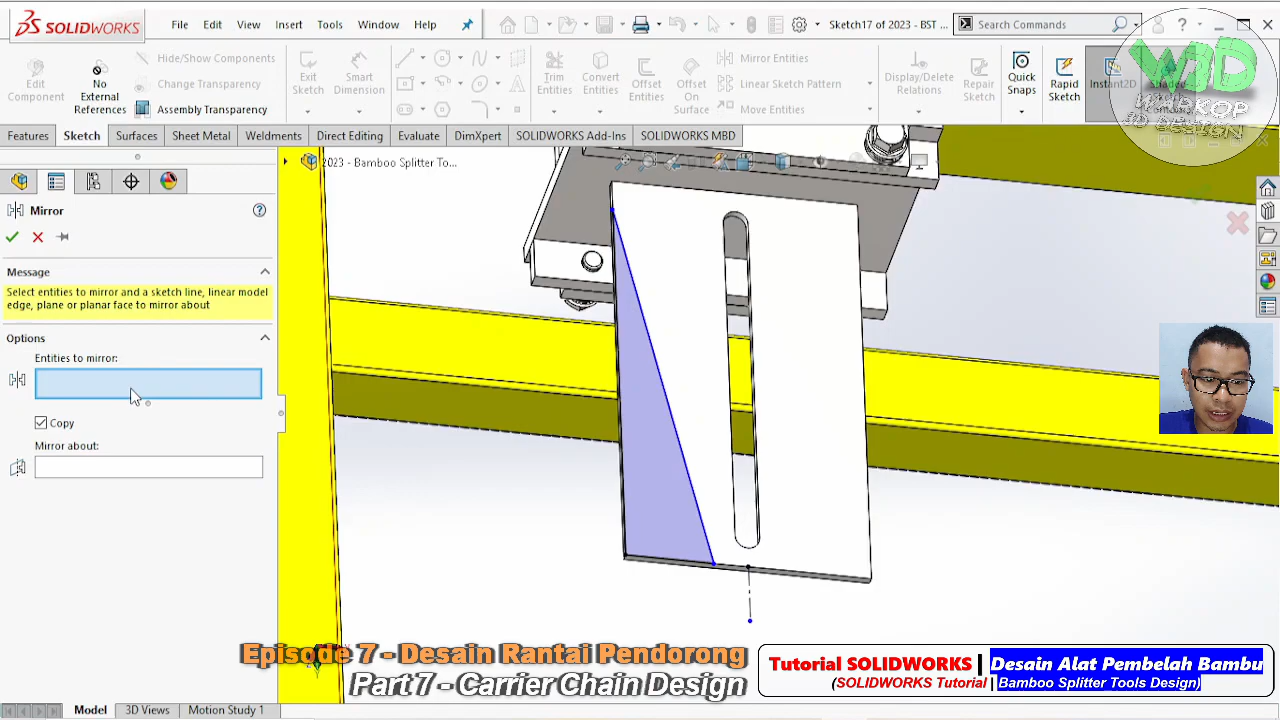 SOLIDWORKS
File Edit View Insert Tools Window Help
Sketch17 of 2023 - BST ...
Search Commands
Edit Component
No External References
Hide/Show Components
Change Transparency
Assembly Transparency
Exit Sketch
Smart Dimension
Trim Entities
Convert Entities
Offset Entities
Offset On Surface
Mirror Entities
Linear Sketch Pattern
Move Entities
Display/Delete Relations
Repair Sketch
Quick Snaps
Rapid Sketch
Instant2D
WARKOP
3D DESIGN
Features Sketch Surfaces Sheet Metal Weldments Direct Editing Evaluate DimXpert SOLIDWORKS Add-Ins SOLIDWORKS MBD
2023 - Bamboo Splitter To...
Mirror
Message
Select entities to mirror and a sketch line, linear model
edge, plane or planar face to mirror about
Options
Entities to mirror:
Copy
Mirror about:
Episode 7 - Desain Rantai Pendorong
Part 7 - Carrier Chain Design
Tutorial SOLIDWORKS | Desain Alat Pembelah Bambu
(SOLIDWORKS Tutorial | Bamboo Splitter Tools Design)
Model 3D Views Motion Study 1